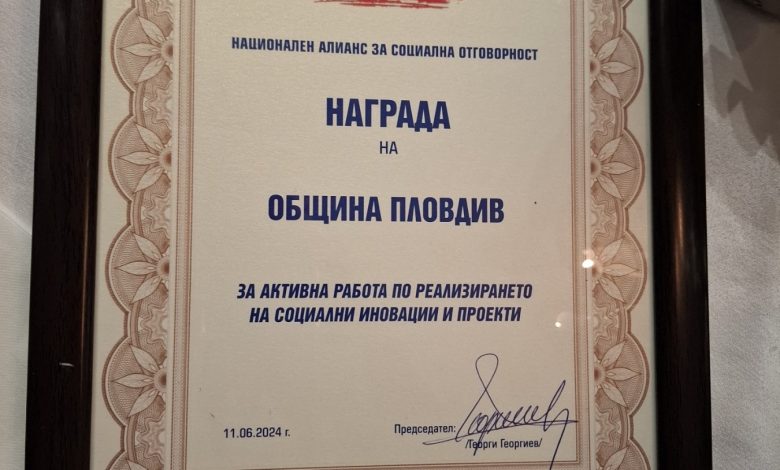 НАЦИОНАЛЕН АЛИАНС ЗА СОЦИАЛНА ОТГОВОРНОСТ
НАГРАДА
НА
ОБЩИНА ПЛОВДИВ
ЗА АКТИВНА РАБОТА ПО РЕАЛИЗИРАНЕТО
НА СОЦИАЛНИ ИНОВАЦИИ И ПРОЕКТИ
11.06.2024 г.
Председател:
/Георги Георгиев/